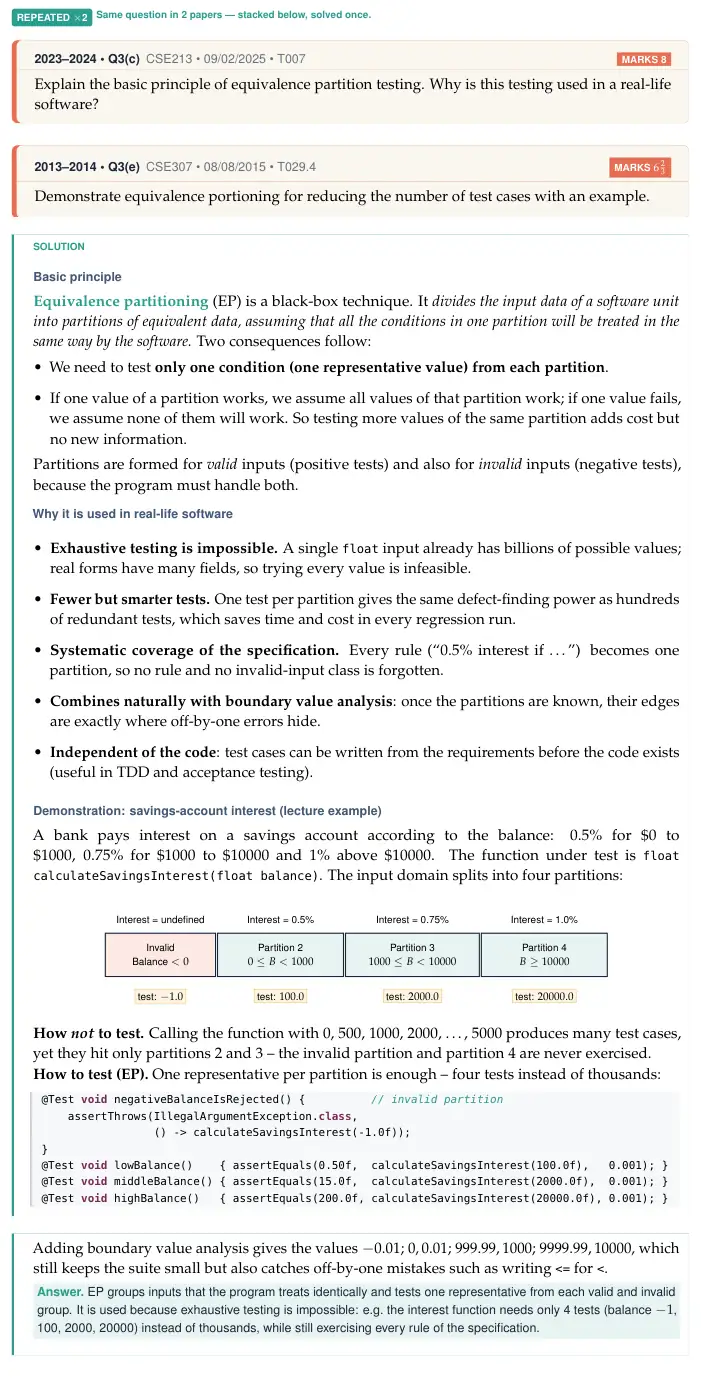 REPEATED ×2 Same question in 2 papers — stacked below, solved once.
2023–2024 • Q3(c) CSE213 • 09/02/2025 • T007 MARKS 8
Explain the basic principle of equivalence partition testing. Why is this testing used in a real-life
software?
2013–2014 • Q3(e) CSE307 • 08/08/2015 • T029.4 MARKS 6 2/3
Demonstrate equivalence portioning for reducing the number of test cases with an example.
SOLUTION
Basic principle
Equivalence partitioning (EP) is a black-box technique. It divides the input data of a software unit
into partitions of equivalent data, assuming that all the conditions in one partition will be treated in the
same way by the software. Two consequences follow:
• We need to test only one condition (one representative value) from each partition.
• If one value of a partition works, we assume all values of that partition work; if one value fails,
we assume none of them will work. So testing more values of the same partition adds cost but
no new information.
Partitions are formed for valid inputs (positive tests) and also for invalid inputs (negative tests),
because the program must handle both.
Why it is used in real-life software
• Exhaustive testing is impossible. A single float input already has billions of possible values;
real forms have many fields, so trying every value is infeasible.
• Fewer but smarter tests. One test per partition gives the same defect-finding power as hundreds
of redundant tests, which saves time and cost in every regression run.
• Systematic coverage of the specification. Every rule (“0.5% interest if ...”) becomes one
partition, so no rule and no invalid-input class is forgotten.
• Combines naturally with boundary value analysis: once the partitions are known, their edges
are exactly where off-by-one errors hide.
• Independent of the code: test cases can be written from the requirements before the code exists
(useful in TDD and acceptance testing).
Demonstration: savings-account interest (lecture example)
A bank pays interest on a savings account according to the balance: 0.5% for $0 to
$1000, 0.75% for $1000 to $10000 and 1% above $10000. The function under test is float
calculateSavingsInterest(float balance). The input domain splits into four partitions:
Interest = undefined Interest = 0.5% Interest = 0.75% Interest = 1.0%
Invalid Partition 2 Partition 3 Partition 4
Balance < 0 0 ≤ B < 1000 1000 ≤ B < 10000 B ≥ 10000
test: −1.0 test: 100.0 test: 2000.0 test: 20000.0
How not to test. Calling the function with 0, 500, 1000, 2000, ..., 5000 produces many test cases,
yet they hit only partitions 2 and 3 – the invalid partition and partition 4 are never exercised.
How to test (EP). One representative per partition is enough – four tests instead of thousands:
@Test void negativeBalanceIsRejected() { // invalid partition
assertThrows(IllegalArgumentException.class,
() -> calculateSavingsInterest(-1.0f));
}
@Test void lowBalance() { assertEquals(0.50f, calculateSavingsInterest(100.0f), 0.001); }
@Test void middleBalance() { assertEquals(15.0f, calculateSavingsInterest(2000.0f), 0.001); }
@Test void highBalance() { assertEquals(200.0f, calculateSavingsInterest(20000.0f), 0.001); }
Adding boundary value analysis gives the values −0.01; 0, 0.01; 999.99, 1000; 9999.99, 10000, which
still keeps the suite small but also catches off-by-one mistakes such as writing <= for <.
Answer. EP groups inputs that the program treats identically and tests one representative from each valid and invalid
group. It is used because exhaustive testing is impossible: e.g. the interest function needs only 4 tests (balance −1,
100, 2000, 20000) instead of thousands, while still exercising every rule of the specification.